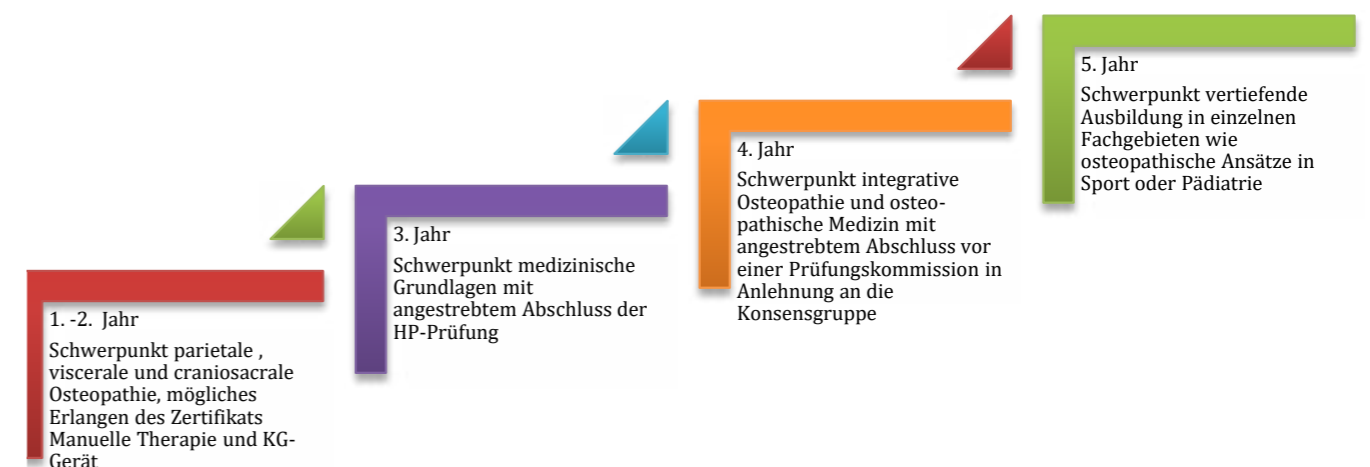 1. -2. Jahr
Schwerpunkt parietale ,
viscerale und craniosacrale
Osteopathie, mögliches
Erlangen des Zertifikats
Manuelle Therapie und KG-
Gerät
3. Jahr
Schwerpunkt medizinische
Grundlagen mit
angestrebtem Abschluss der
HP-Prüfung
4. Jahr
Schwerpunkt integrative
Osteopathie und osteo-
pathische Medizin mit
angestrebtem Abschluss vor
einer Prüfungskommission in
Anlehnung an die
Konsensgruppe
5. Jahr
Schwerpunkt vertiefende
Ausbildung in einzelnen
Fachgebieten wie
osteopathische Ansätze in
Sport oder Pädiatrie